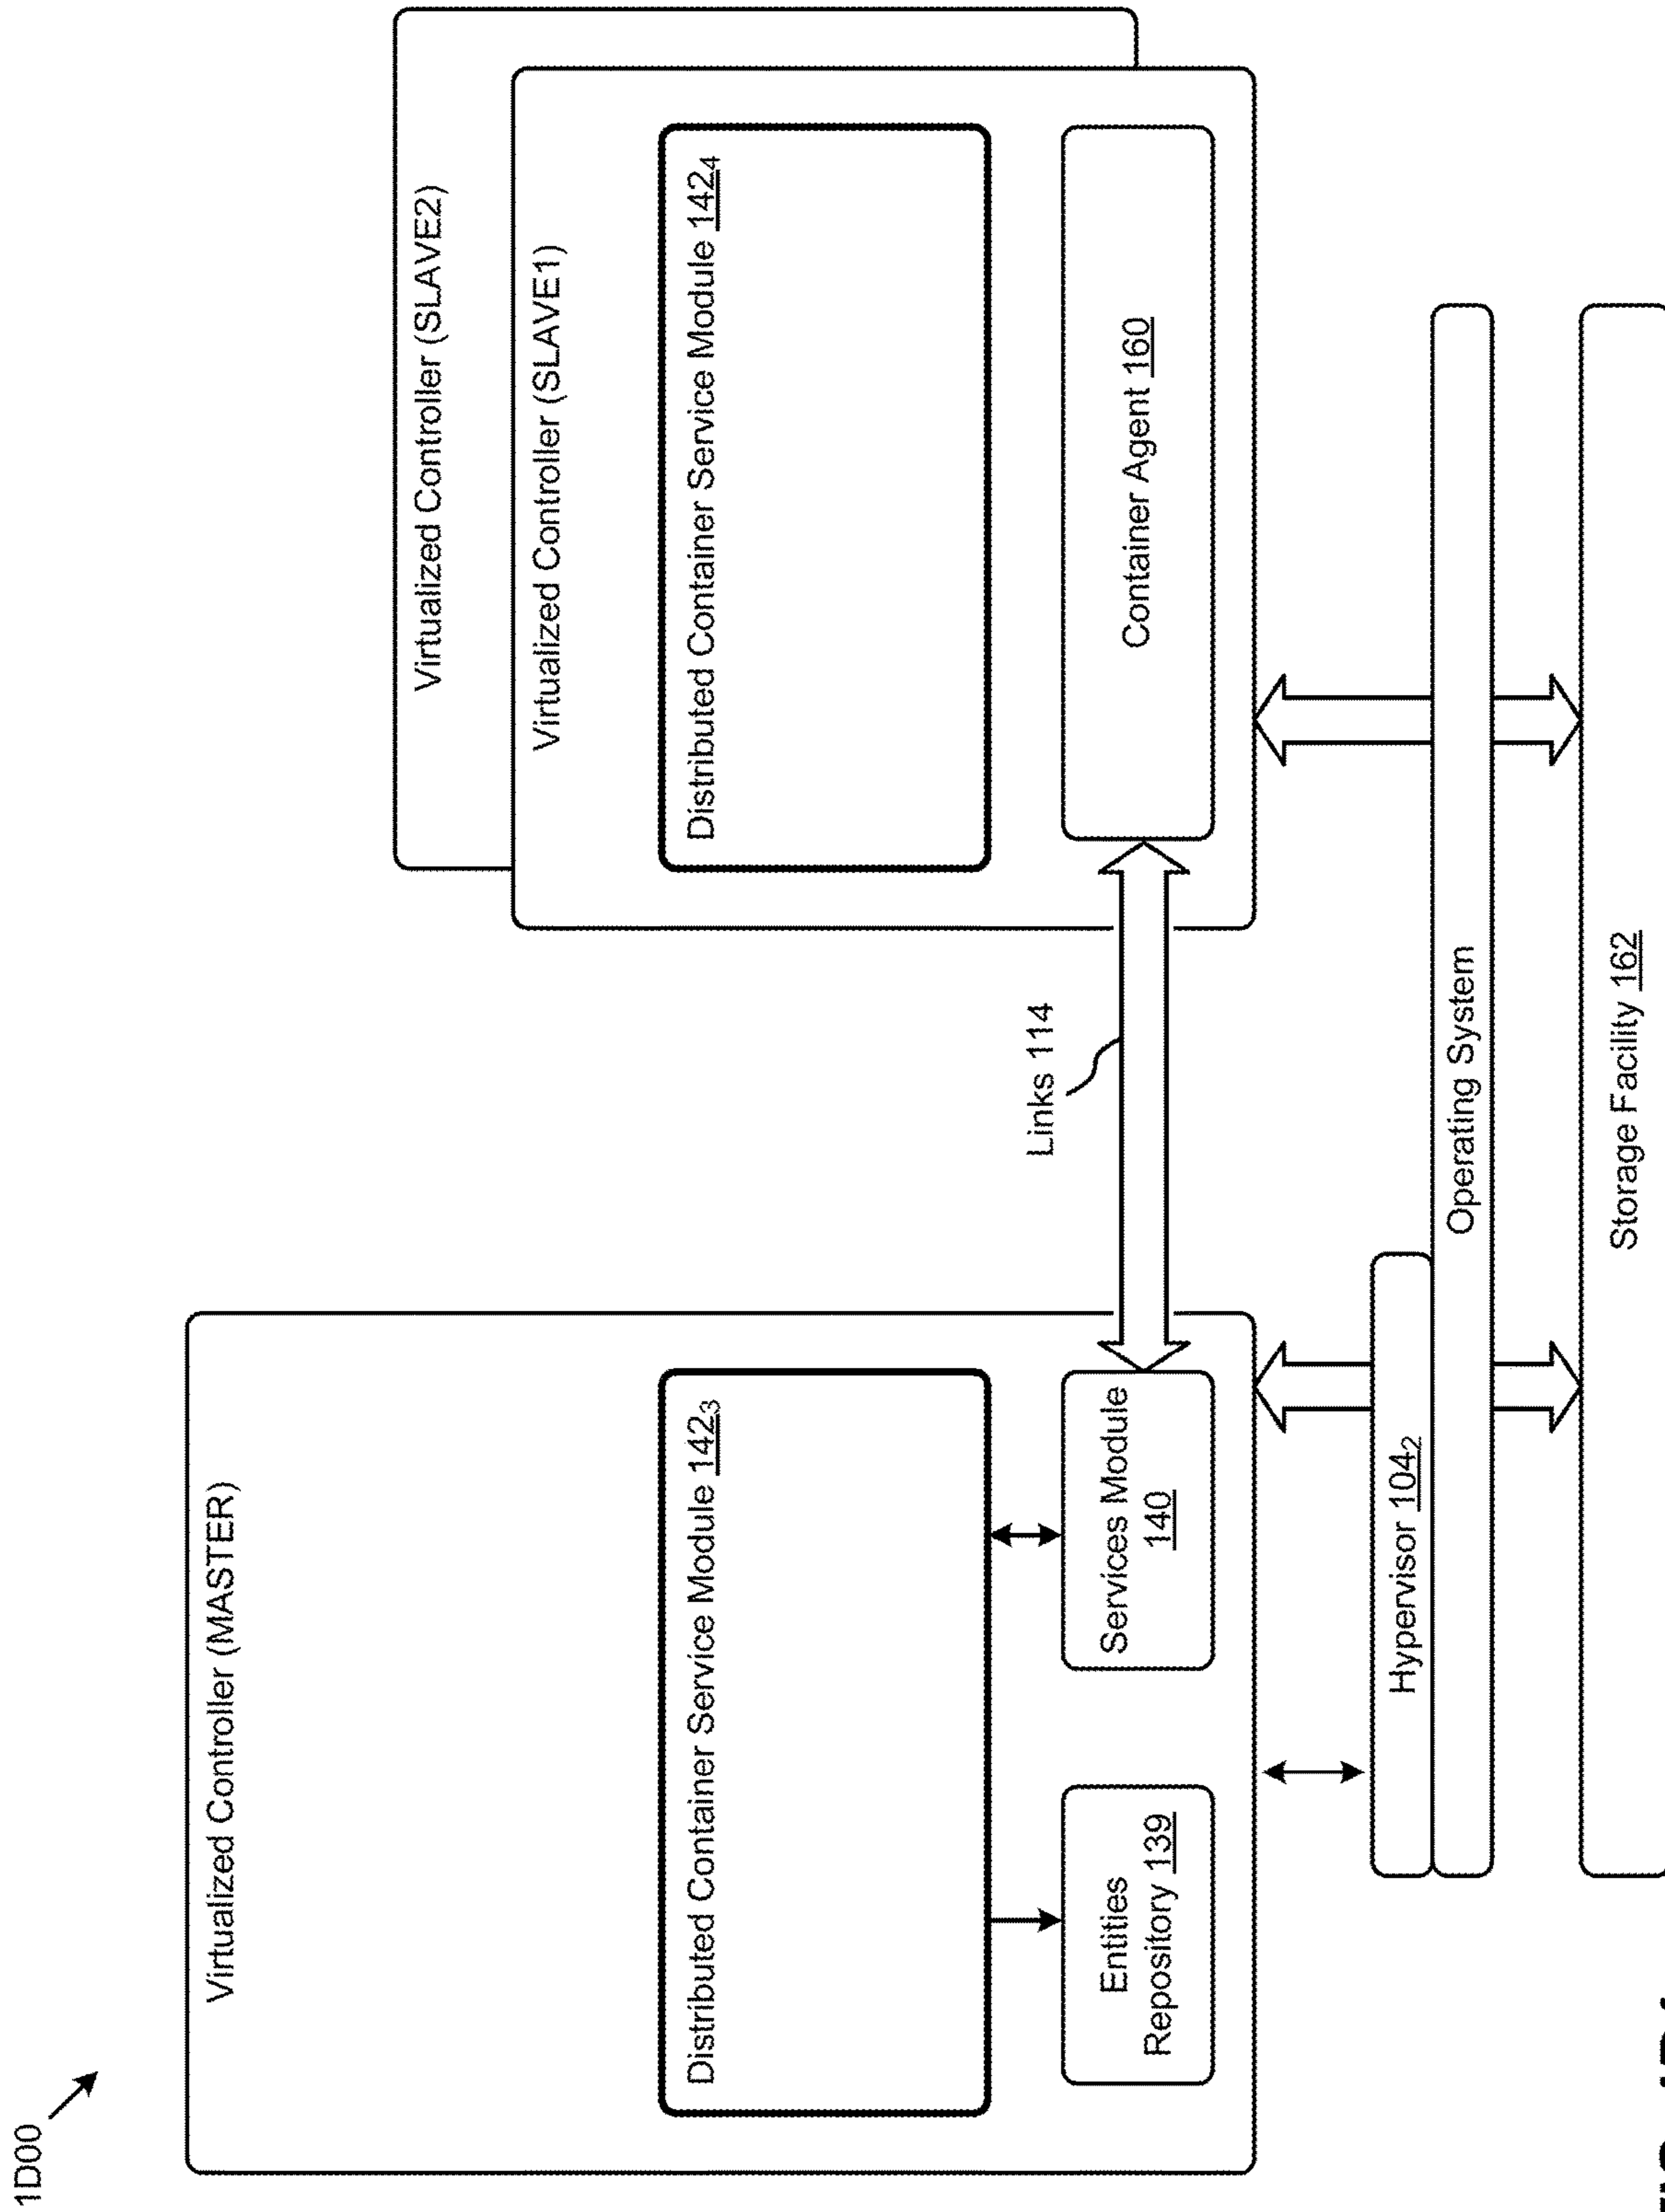 1D00
Virtualized Controller (MASTER)
Distributed Container Service Module 142₃
Entities
Repository 139
Services Module
140
Links 114
Virtualized Controller (SLAVE2)
Virtualized Controller (SLAVE1)
Distributed Container Service Module 142₄
Container Agent 160
Hypervisor 104₂
Operating System
Storage Facility 162